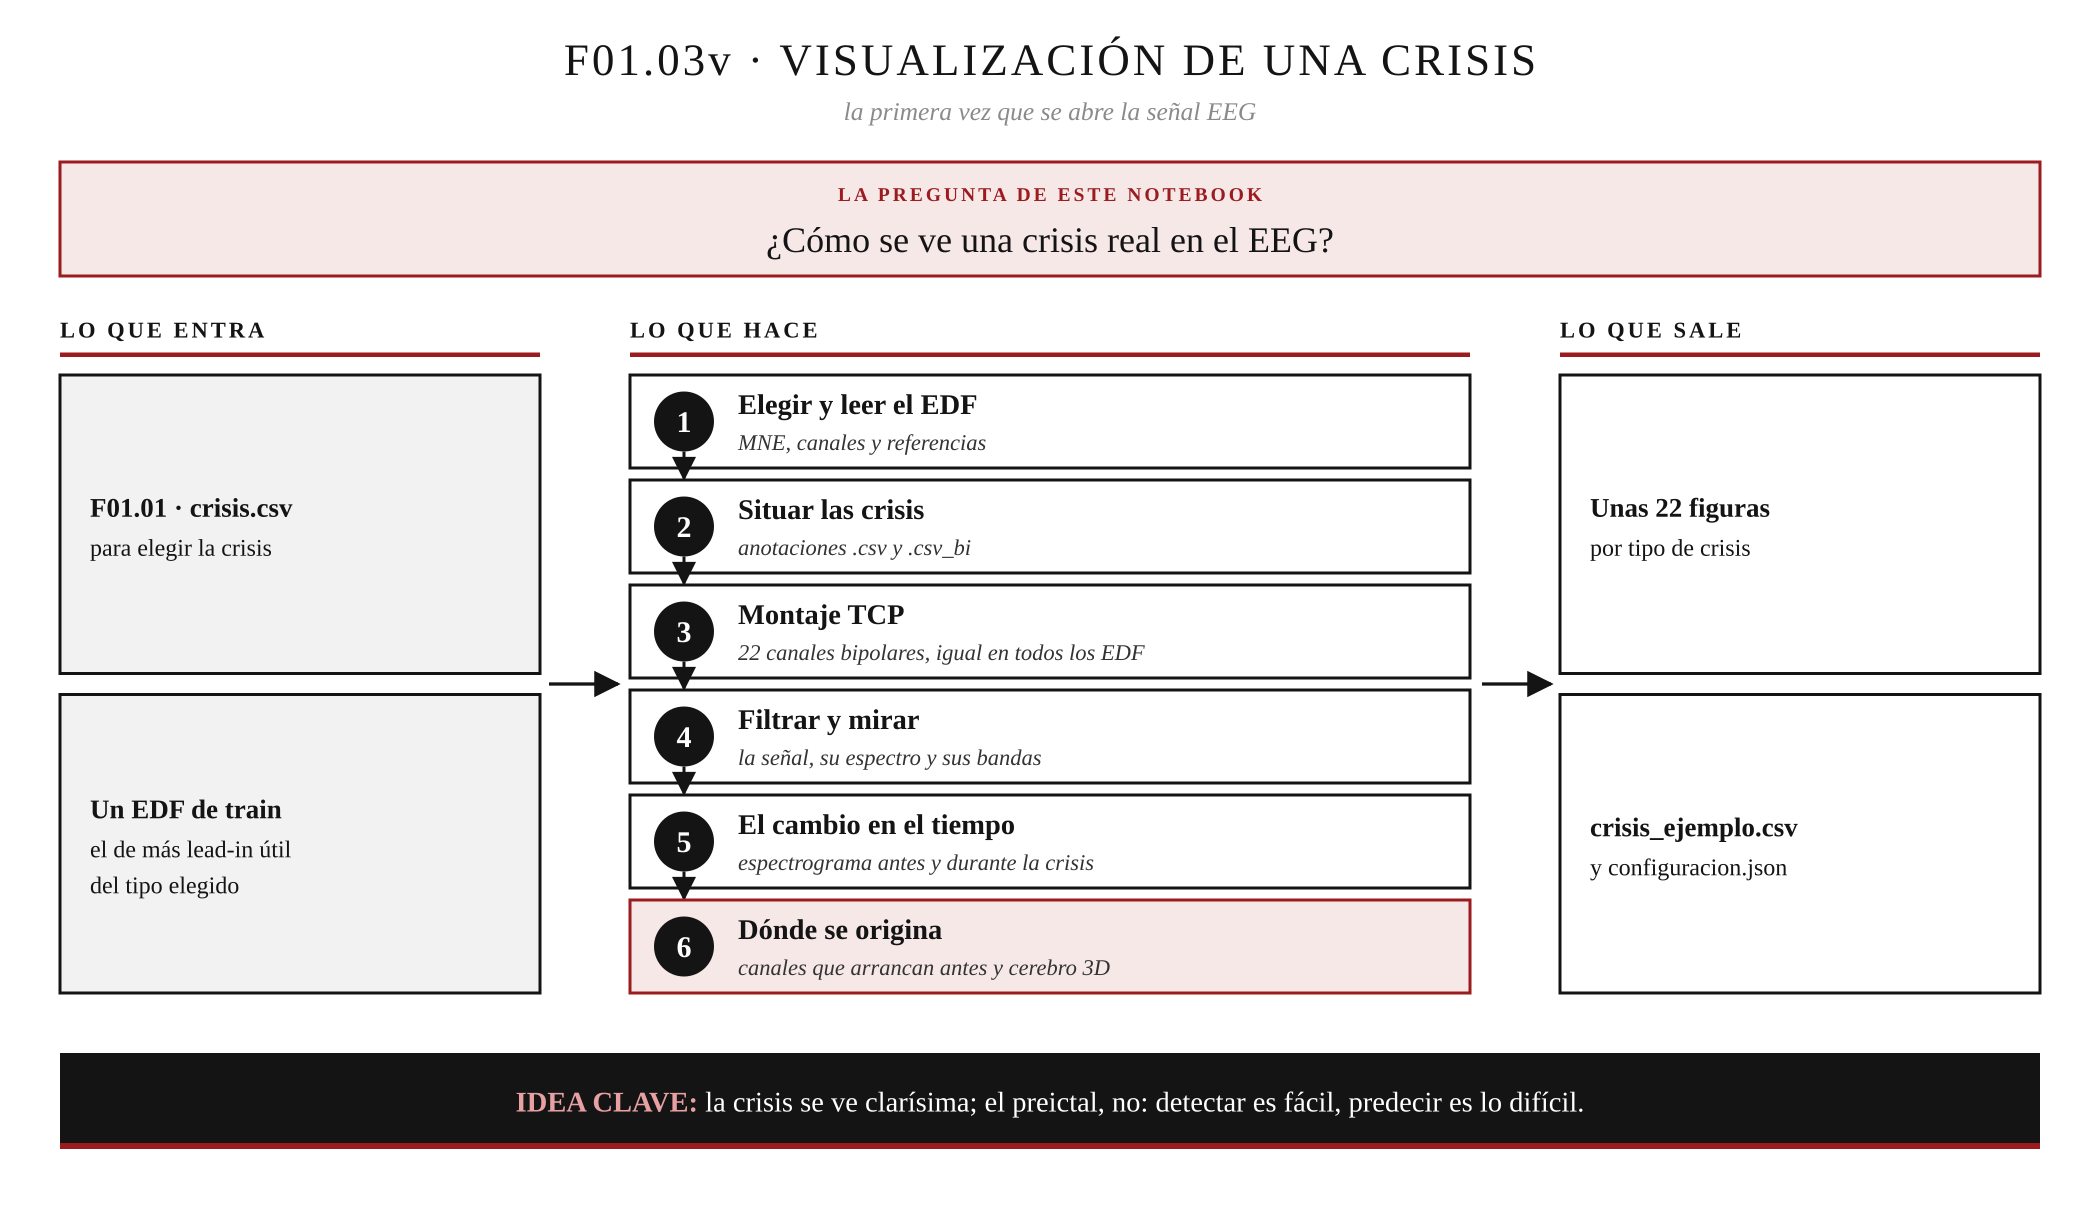 F01.03v · VISUALIZACIÓN DE UNA CRISIS
la primera vez que se abre la señal EEG
LA PREGUNTA DE ESTE NOTEBOOK
¿Cómo se ve una crisis real en el EEG?
LO QUE ENTRA
F01.01 · crisis.csv
para elegir la crisis
Un EDF de train
el de más lead-in útil
del tipo elegido
LO QUE HACE
1
Elegir y leer el EDF
MNE, canales y referencias
2
Situar las crisis
anotaciones .csv y .csv_bi
3
Montaje TCP
22 canales bipolares, igual en todos los EDF
4
Filtrar y mirar
la señal, su espectro y sus bandas
5
El cambio en el tiempo
espectrograma antes y durante la crisis
6
Dónde se origina
canales que arrancan antes y cerebro 3D
LO QUE SALE
Unas 22 figuras
por tipo de crisis
crisis_ejemplo.csv
y configuracion.json
IDEA CLAVE: la crisis se ve clarísima; el preictal, no: detectar es fácil, predecir es lo difícil.